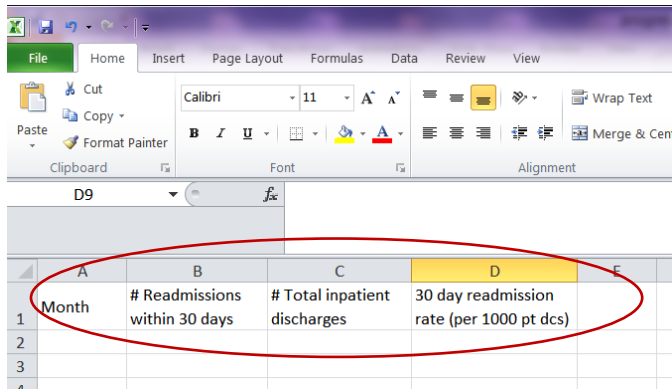 File Home Insert Page Layout Formulas Data Review View
Cut
Calibri 11 A A
Wrap Text
Copy
Paste
Format Painter
B I U A
Merge & Cen
Clipboard Font Alignment
D9 fx
A B C D E
1 Month # Readmissions within 30 days # Total inpatient discharges 30 day readmission rate (per 1000 pt dcs)
2
3